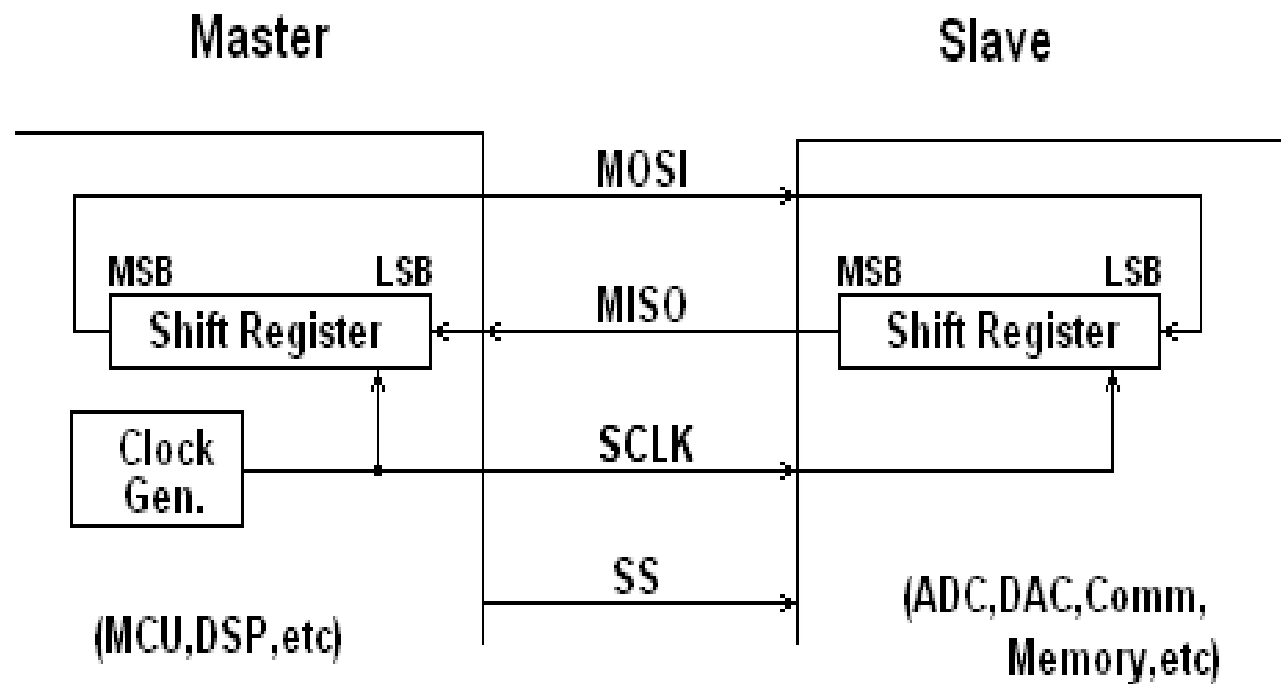 Master
Slave
MOSI
MSB LSB
MSB LSB
MISO
Shift Register
Shift Register
Clock
Gen.
SCLK
SS
(MCU,DSP,etc)
(ADC,DAC,Comm,
Memory,etc)